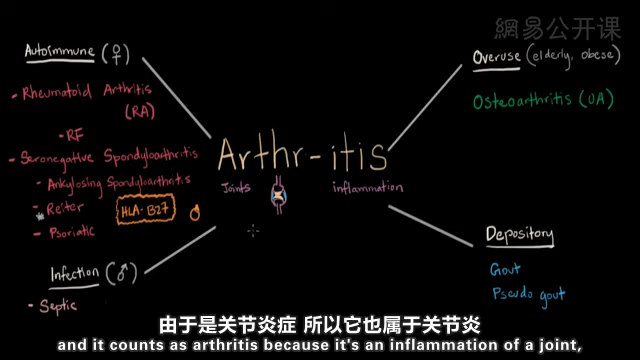 網易公开课
Autoimmune (♀)
- Rheumatoid Arthritis
(RA)
- RF
- Seronegative Spondyloarthritis
- Ankylosing Spondyloarthritis
- Reiter
HLA-B27 ♂
- Psoriatic
Infection (♂)
- Septic
Arthr-itis
Joints
inflammation
Overuse (elderly, obese)
Osteoarthritis (OA)
Depository
Gout
Pseudo gout
由于是关节炎症 所以它也属于关节炎
and it counts as arthritis because it's an inflammation of a joint,